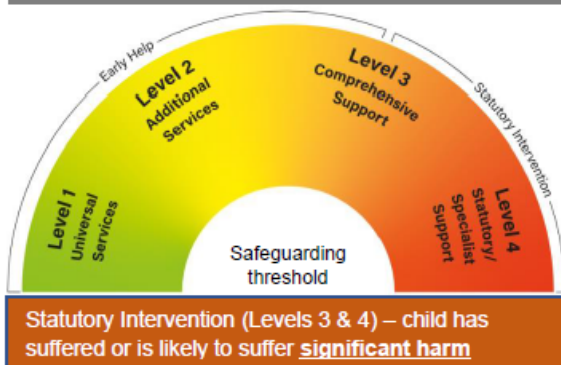 Early Help
Statutory Intervention
Level 1
Universal
Services
Level 2
Additional
Services
Level 3
Comprehensive
Support
Level 4
Statutory/
Specialist
Support
Safeguarding
threshold
Statutory Intervention (Levels 3 & 4) – child has
suffered or is likely to suffer significant harm